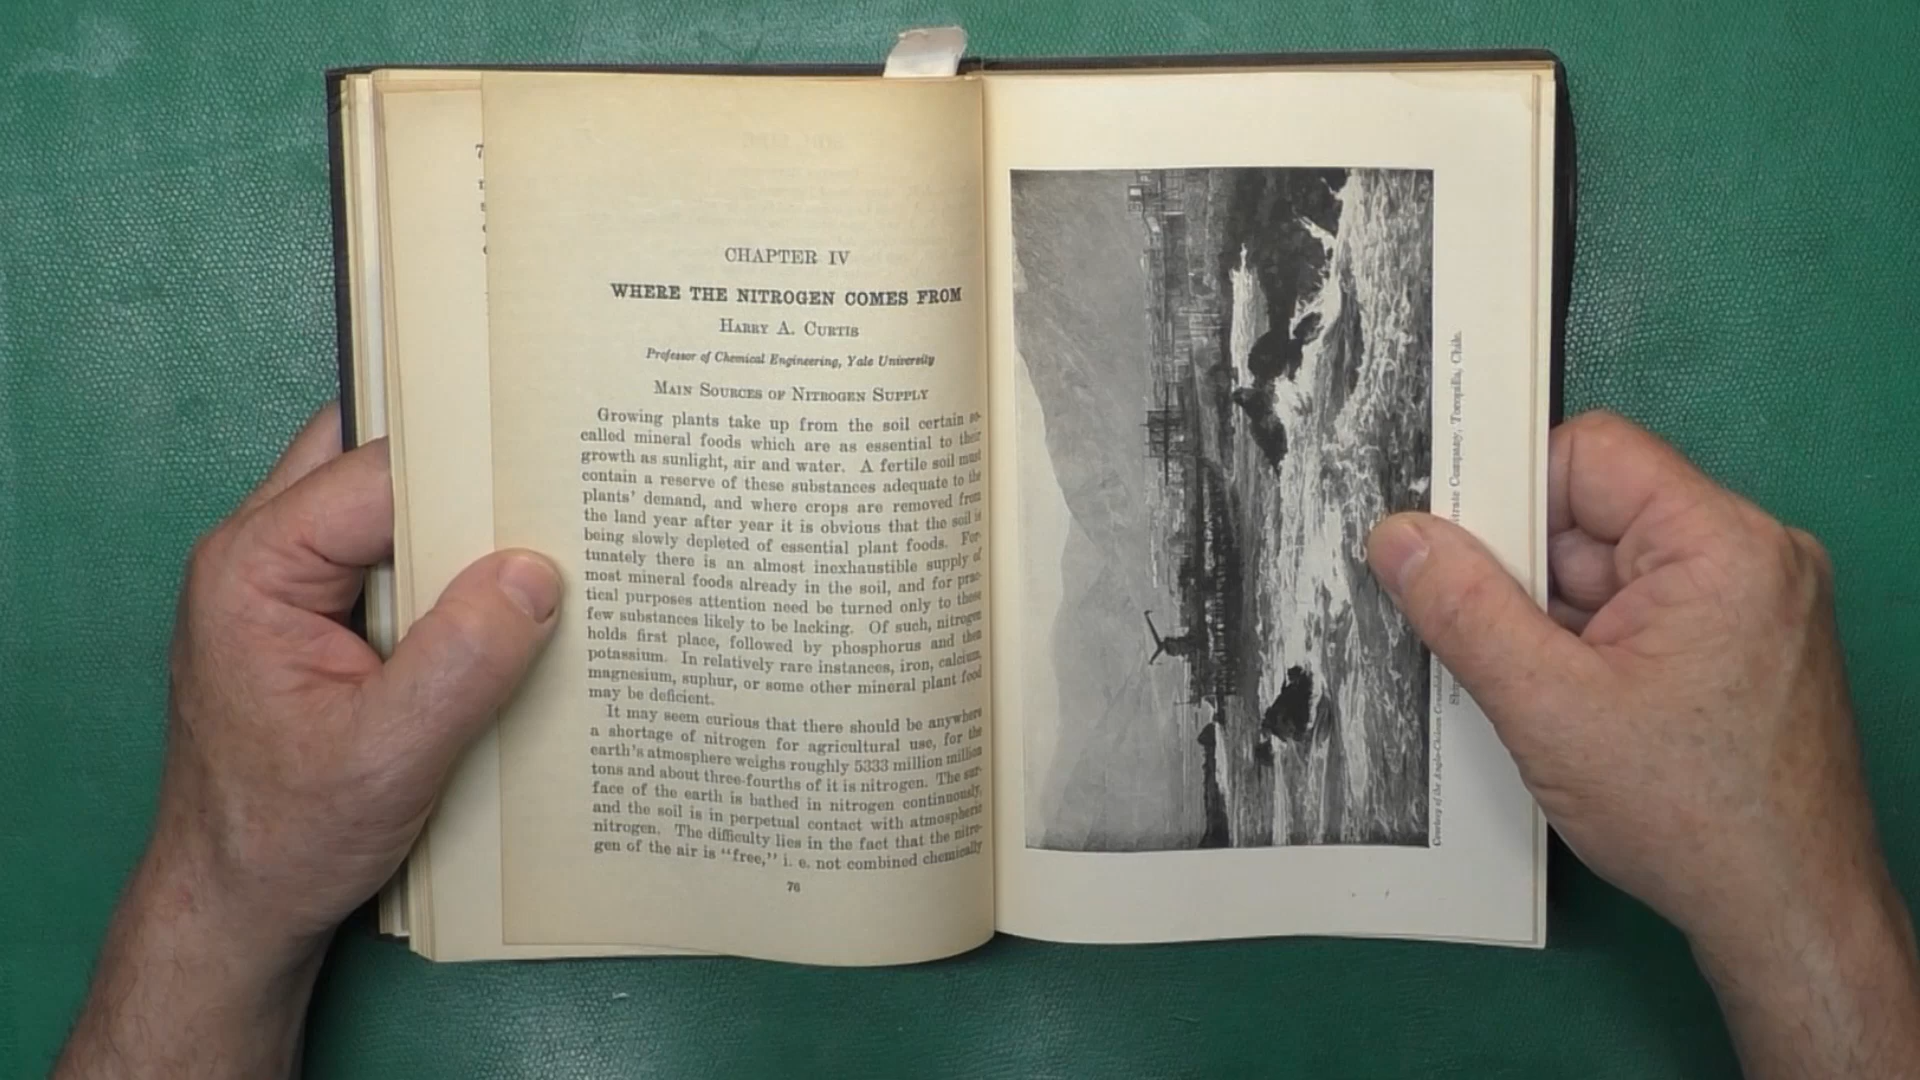 7
CHAPTER IV
WHERE THE NITROGEN COMES FROM
HARRY A. CURTIS
Professor of Chemical Engineering, Yale University
MAIN SOURCES OF NITROGEN SUPPLY
Growing plants take up from the soil certain so-
called mineral foods which are as essential to their
growth as sunlight, air and water. A fertile soil must
contain a reserve of these substances adequate to the
plants' demand, and where crops are removed from
the land year after year it is obvious that the soil is
being slowly depleted of essential plant foods. For-
tunately there is an almost inexhaustible supply of
most mineral foods already in the soil, and for prac-
tical purposes attention need be turned only to those
few substances likely to be lacking. Of such, nitrogen
holds first place, followed by phosphorus and then
potassium. In relatively rare instances, iron, calcium,
magnesium, suphur, or some other mineral plant food
may be deficient.
It may seem curious that there should be anywhere
a shortage of nitrogen for agricultural use, for the
earth's atmosphere weighs roughly 5333 million million
tons and about three-fourths of it is nitrogen. The sur-
face of the earth is bathed in nitrogen continuously,
and the soil is in perpetual contact with atmospheric
nitrogen. The difficulty lies in the fact that the nitro-
gen of the air is "free," i. e. not combined chemically
76
Courtesy of the Anglo-Chilean Consolidated
itrate Company, Tocopilla, Chile.